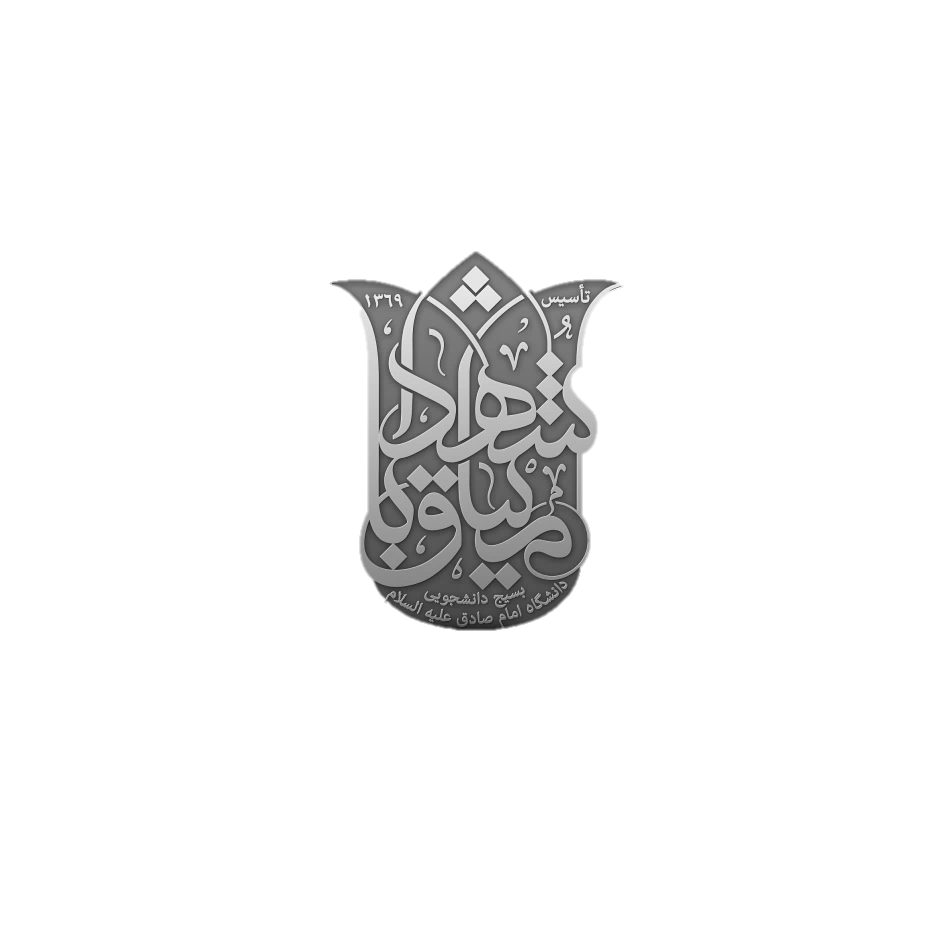 تأسیس ۱۳۶۹
میثاق با
شهدا
بسیج دانشجویی
دانشگاه امام صادق علیه السلام